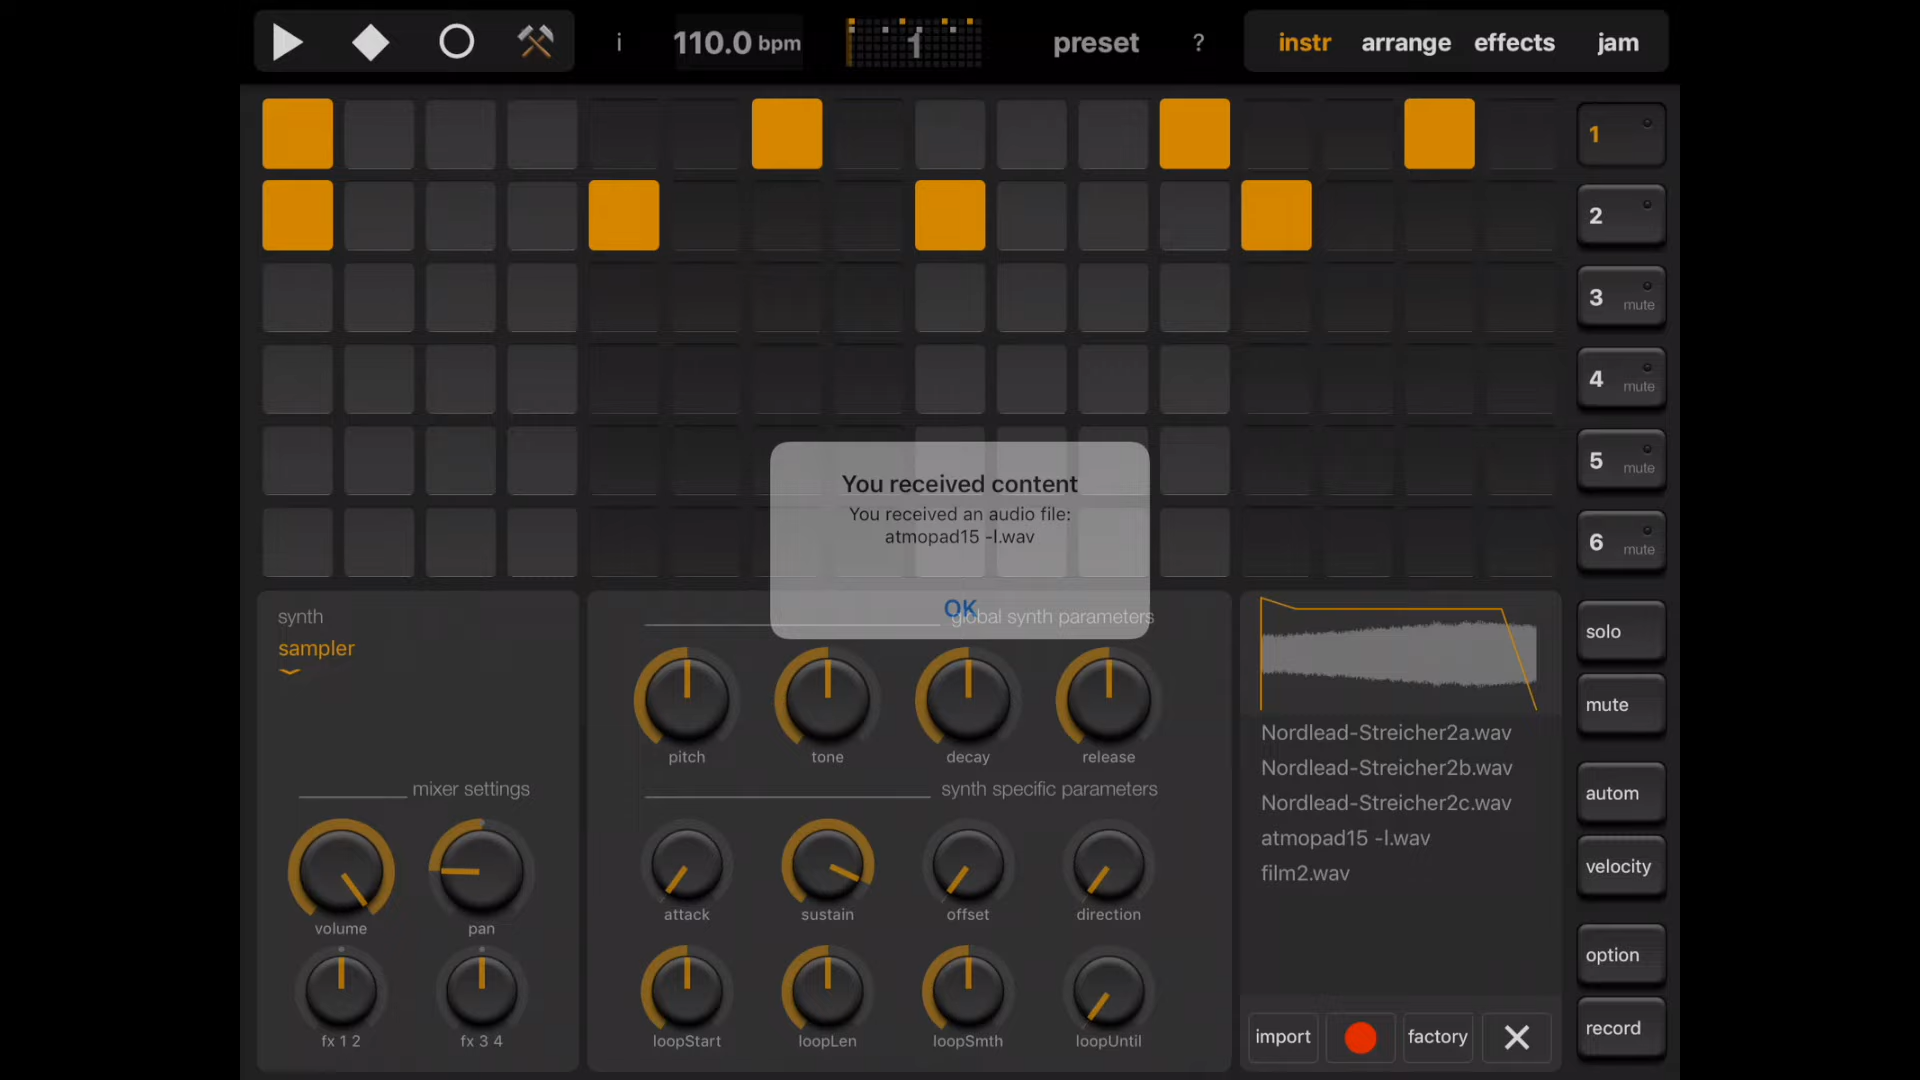 i
110.0 bpm
1
preset
?
instr
arrange
effects
jam
1
2
3 mute
4 mute
5 mute
6 mute
You received content
You received an audio file:
atmopad15 -l.wav
OK
synth
sampler
global synth parameters
pitch
tone
decay
release
mixer settings
synth specific parameters
volume
pan
attack
sustain
offset
direction
fx 1 2
fx 3 4
loopStart
loopLen
loopSmth
loopUntil
Nordlead-Streicher2a.wav
Nordlead-Streicher2b.wav
Nordlead-Streicher2c.wav
atmopad15 -l.wav
film2.wav
import
factory
solo
mute
autom
velocity
option
record